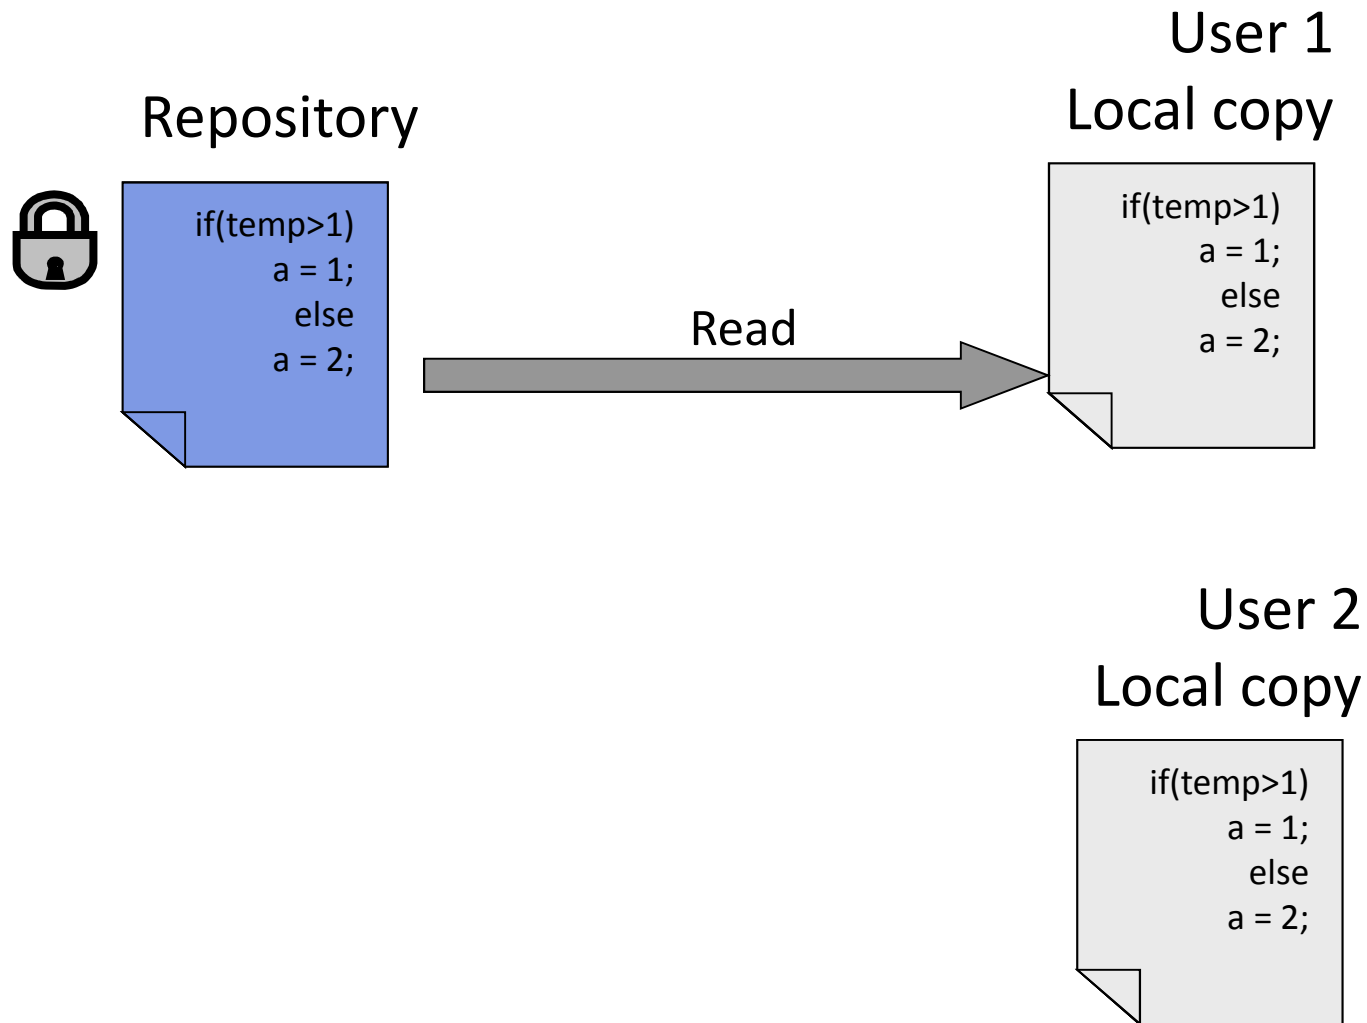 Repository
if(temp>1)
a = 1;
else
a = 2;
Read
User 1
Local copy
if(temp>1)
a = 1;
else
a = 2;
User 2
Local copy
if(temp>1)
a = 1;
else
a = 2;